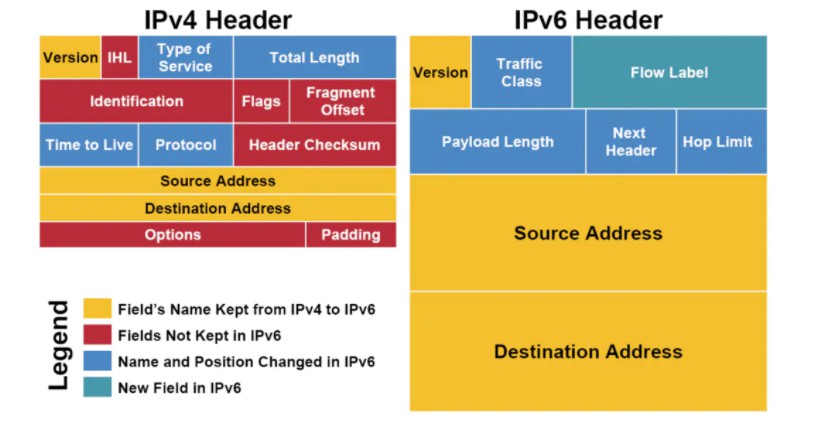 IPv4 Header
Version IHL Type of Service Total Length
Identification Flags Fragment Offset
Time to Live Protocol Header Checksum
Source Address
Destination Address
Options Padding
IPv6 Header
Version Traffic Class Flow Label
Payload Length Next Header Hop Limit
Source Address
Destination Address
Legend
Field's Name Kept from IPv4 to IPv6
Fields Not Kept in IPv6
Name and Position Changed in IPv6
New Field in IPv6